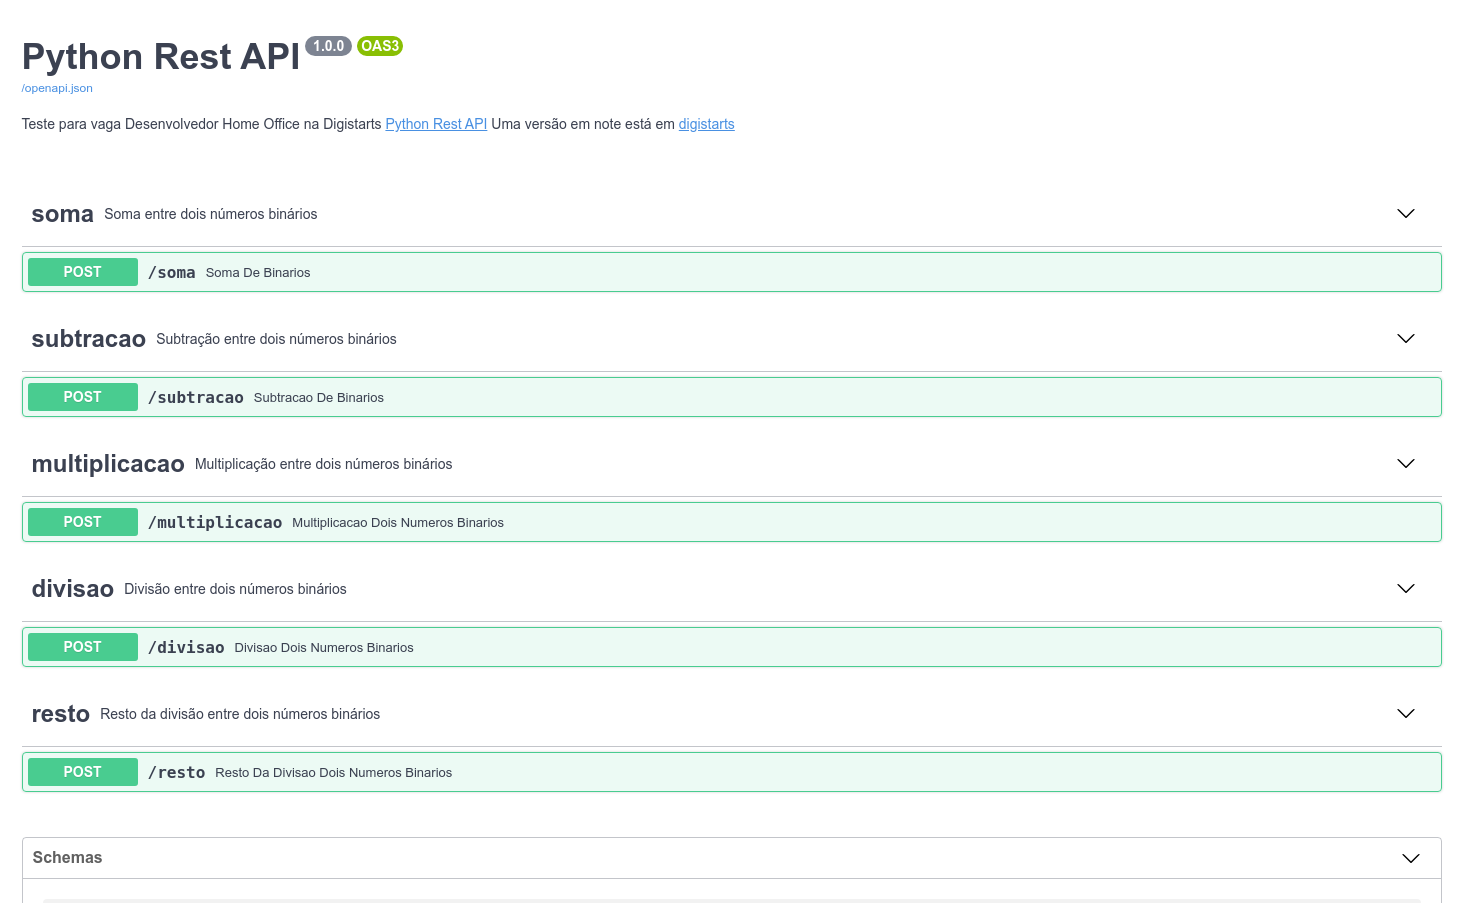 Python Rest API 1.0.0 OAS3
/openapi.json
Teste para vaga Desenvolvedor Home Office na Digistarts Python Rest API Uma versão em note está em digistarts
soma Soma entre dois números binários
POST /soma Soma De Binarios
subtracao Subtração entre dois números binários
POST /subtracao Subtracao De Binarios
multiplicacao Multiplicação entre dois números binários
POST /multiplicacao Multiplicacao Dois Numeros Binarios
divisao Divisão entre dois números binários
POST /divisao Divisao Dois Numeros Binarios
resto Resto da divisão entre dois números binários
POST /resto Resto Da Divisao Dois Numeros Binarios
Schemas